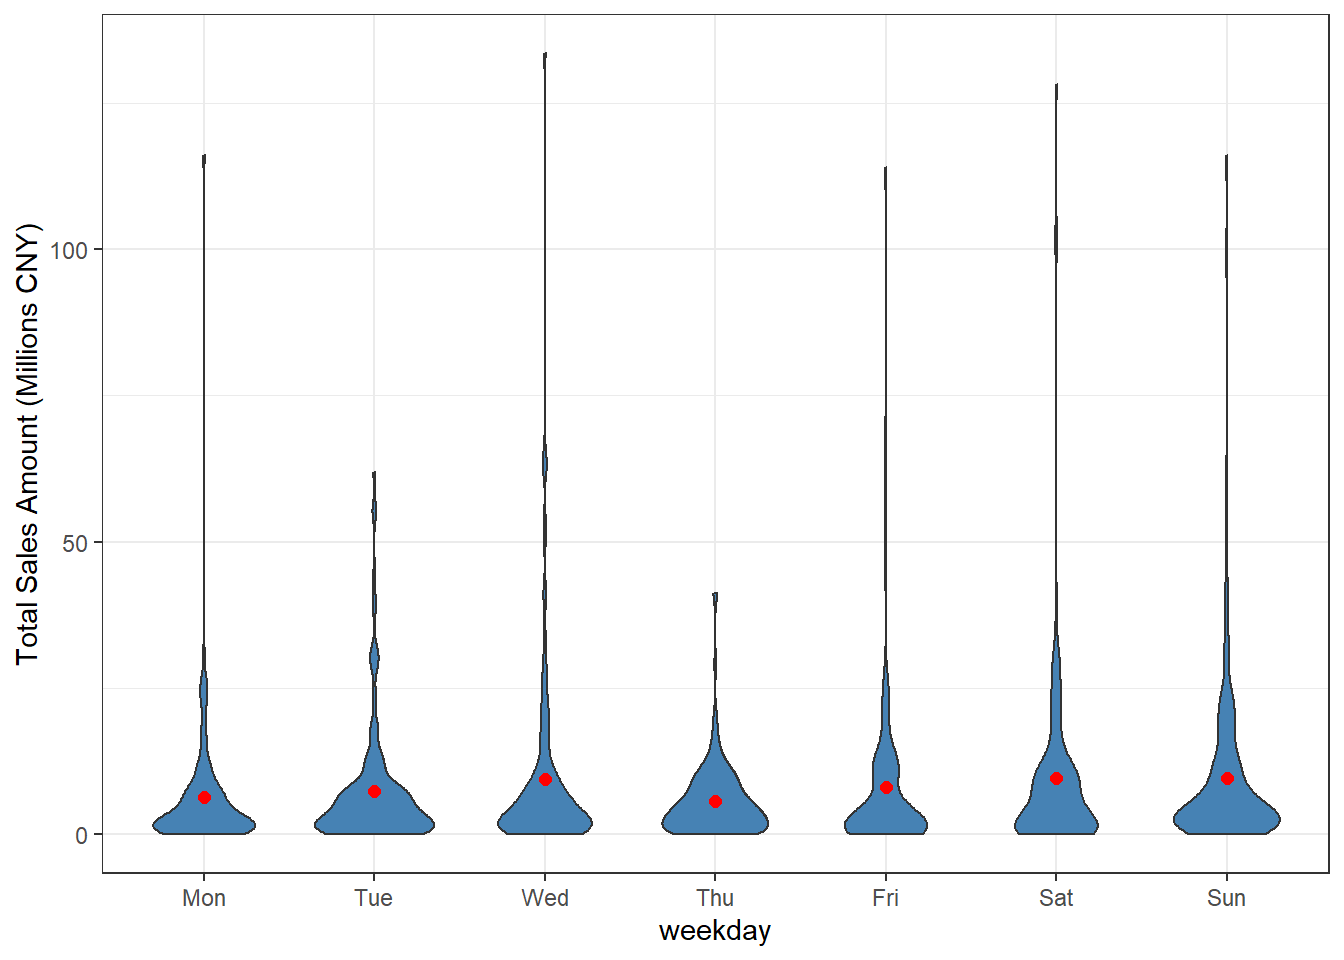 Total Sales Amount (Millions CNY)
100
50
0
Mon Tue Wed Thu Fri Sat Sun
weekday